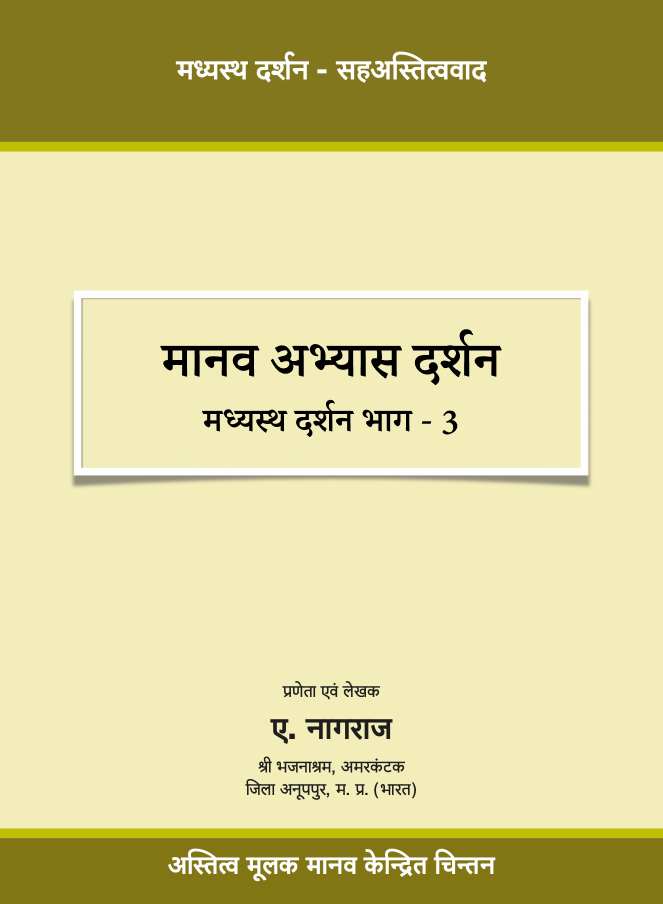 मध्यस्थ दर्शन - सहअस्तित्ववाद
मानव अभ्यास दर्शन
मध्यस्थ दर्शन भाग - 3
प्रणेता एवं लेखक
ए. नागराज
श्री भजनाश्रम, अमरकंटक
जिला अनूपपुर, म. प्र. (भारत)
अस्तित्व मूलक मानव केन्द्रित चिन्तन